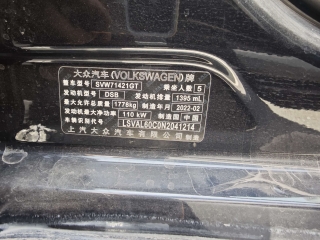 大众汽车(VOLKSWAGEN)牌
整车型号 SVW71421GT 乘坐人数 5
发动机型号 DSB 发动机排量 1395 mL
最大允许总质量 1778kg 制造年月 2022-02
发动机最大净功率 110 kW 制造国 中国
车辆识别代号 LSVAL60C0N2041214
上汽大众汽车有限公司制造